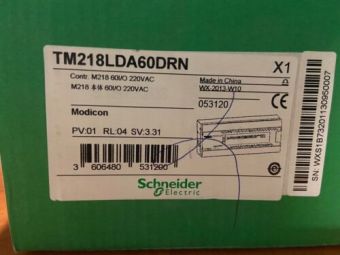 TM218LDA60DRN X1
Contr. M218 60I/O 220VAC
M218 本体 60I/O 220VAC
Made in China
WX-2013-W10
Modicon
053120
CE
PV:01 RL:04 SV:3.31
3 606480 531290
Schneider
Electric
SN: WXS1B73201130950007